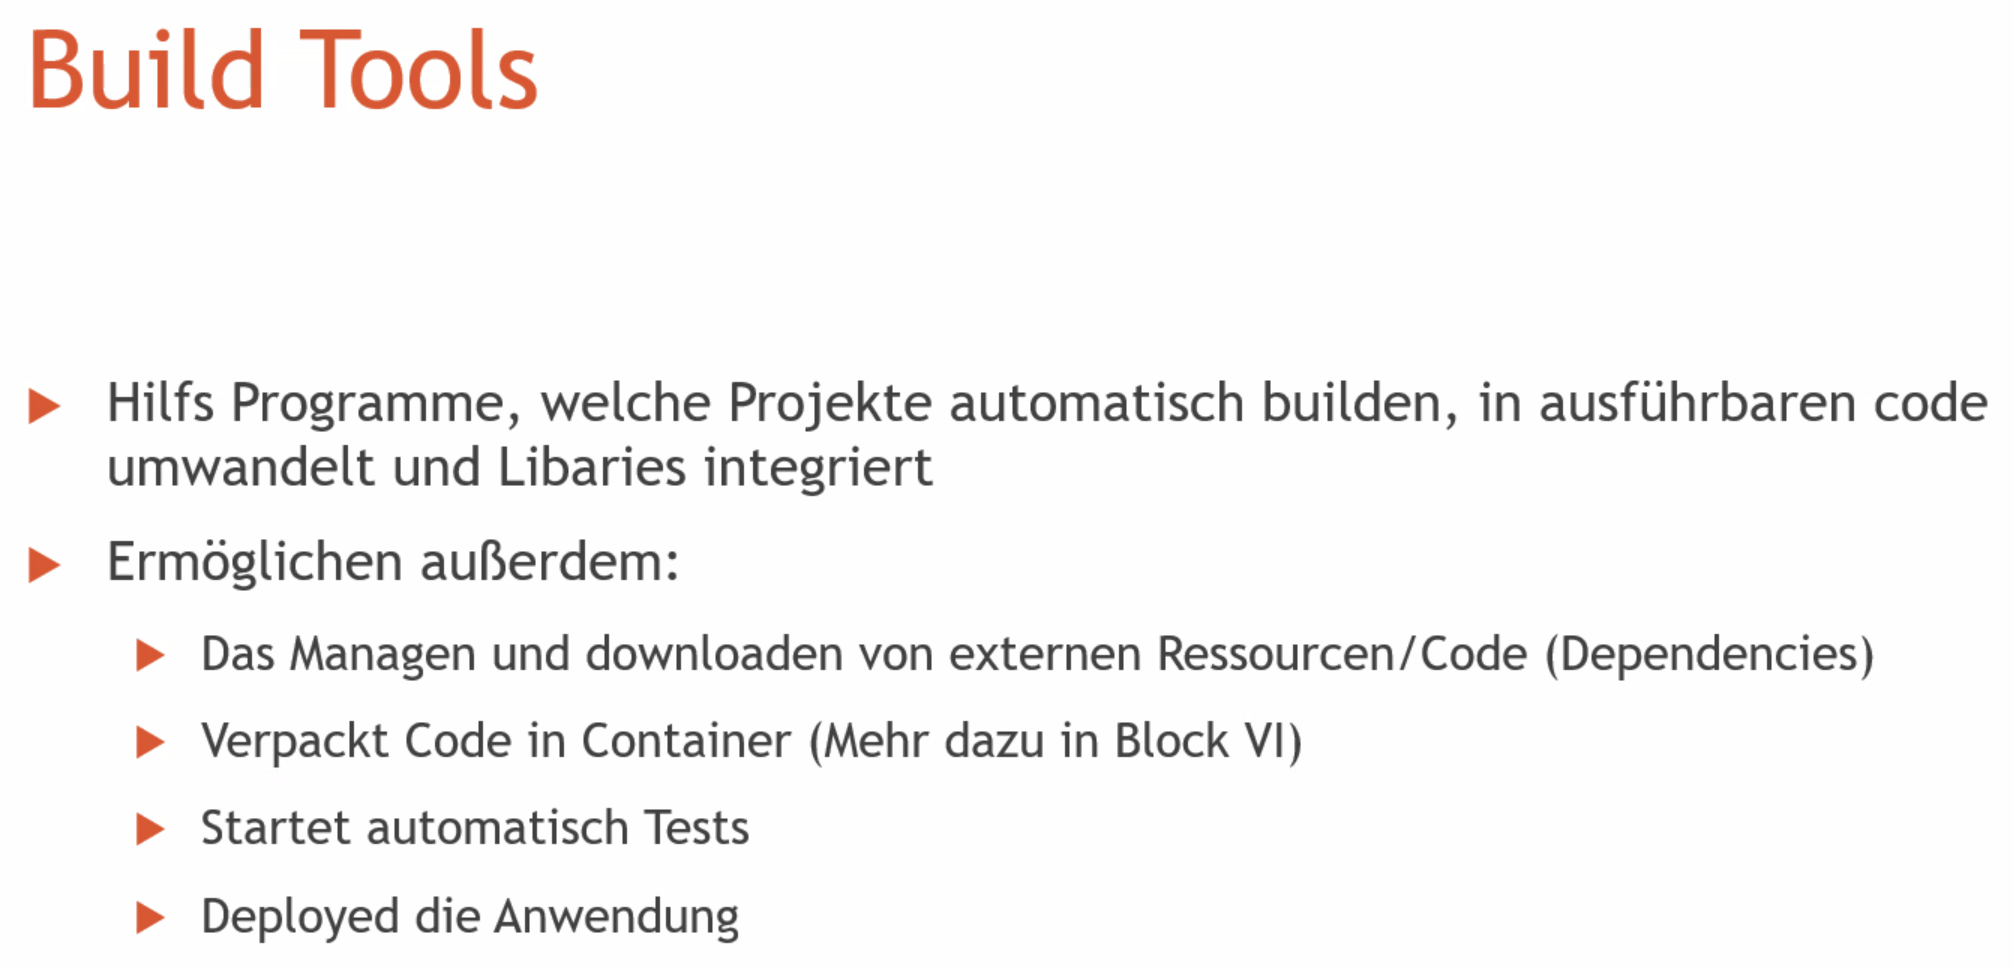 Build Tools
Hilfs Programme, welche Projekte automatisch builden, in ausführbaren code
umwandelt und Libaries integriert
Ermöglichen außerdem:
Das Managen und downloaden von externen Ressourcen/Code (Dependencies)
Verpackt Code in Container (Mehr dazu in Block VI)
Startet automatisch Tests
Deployed die Anwendung